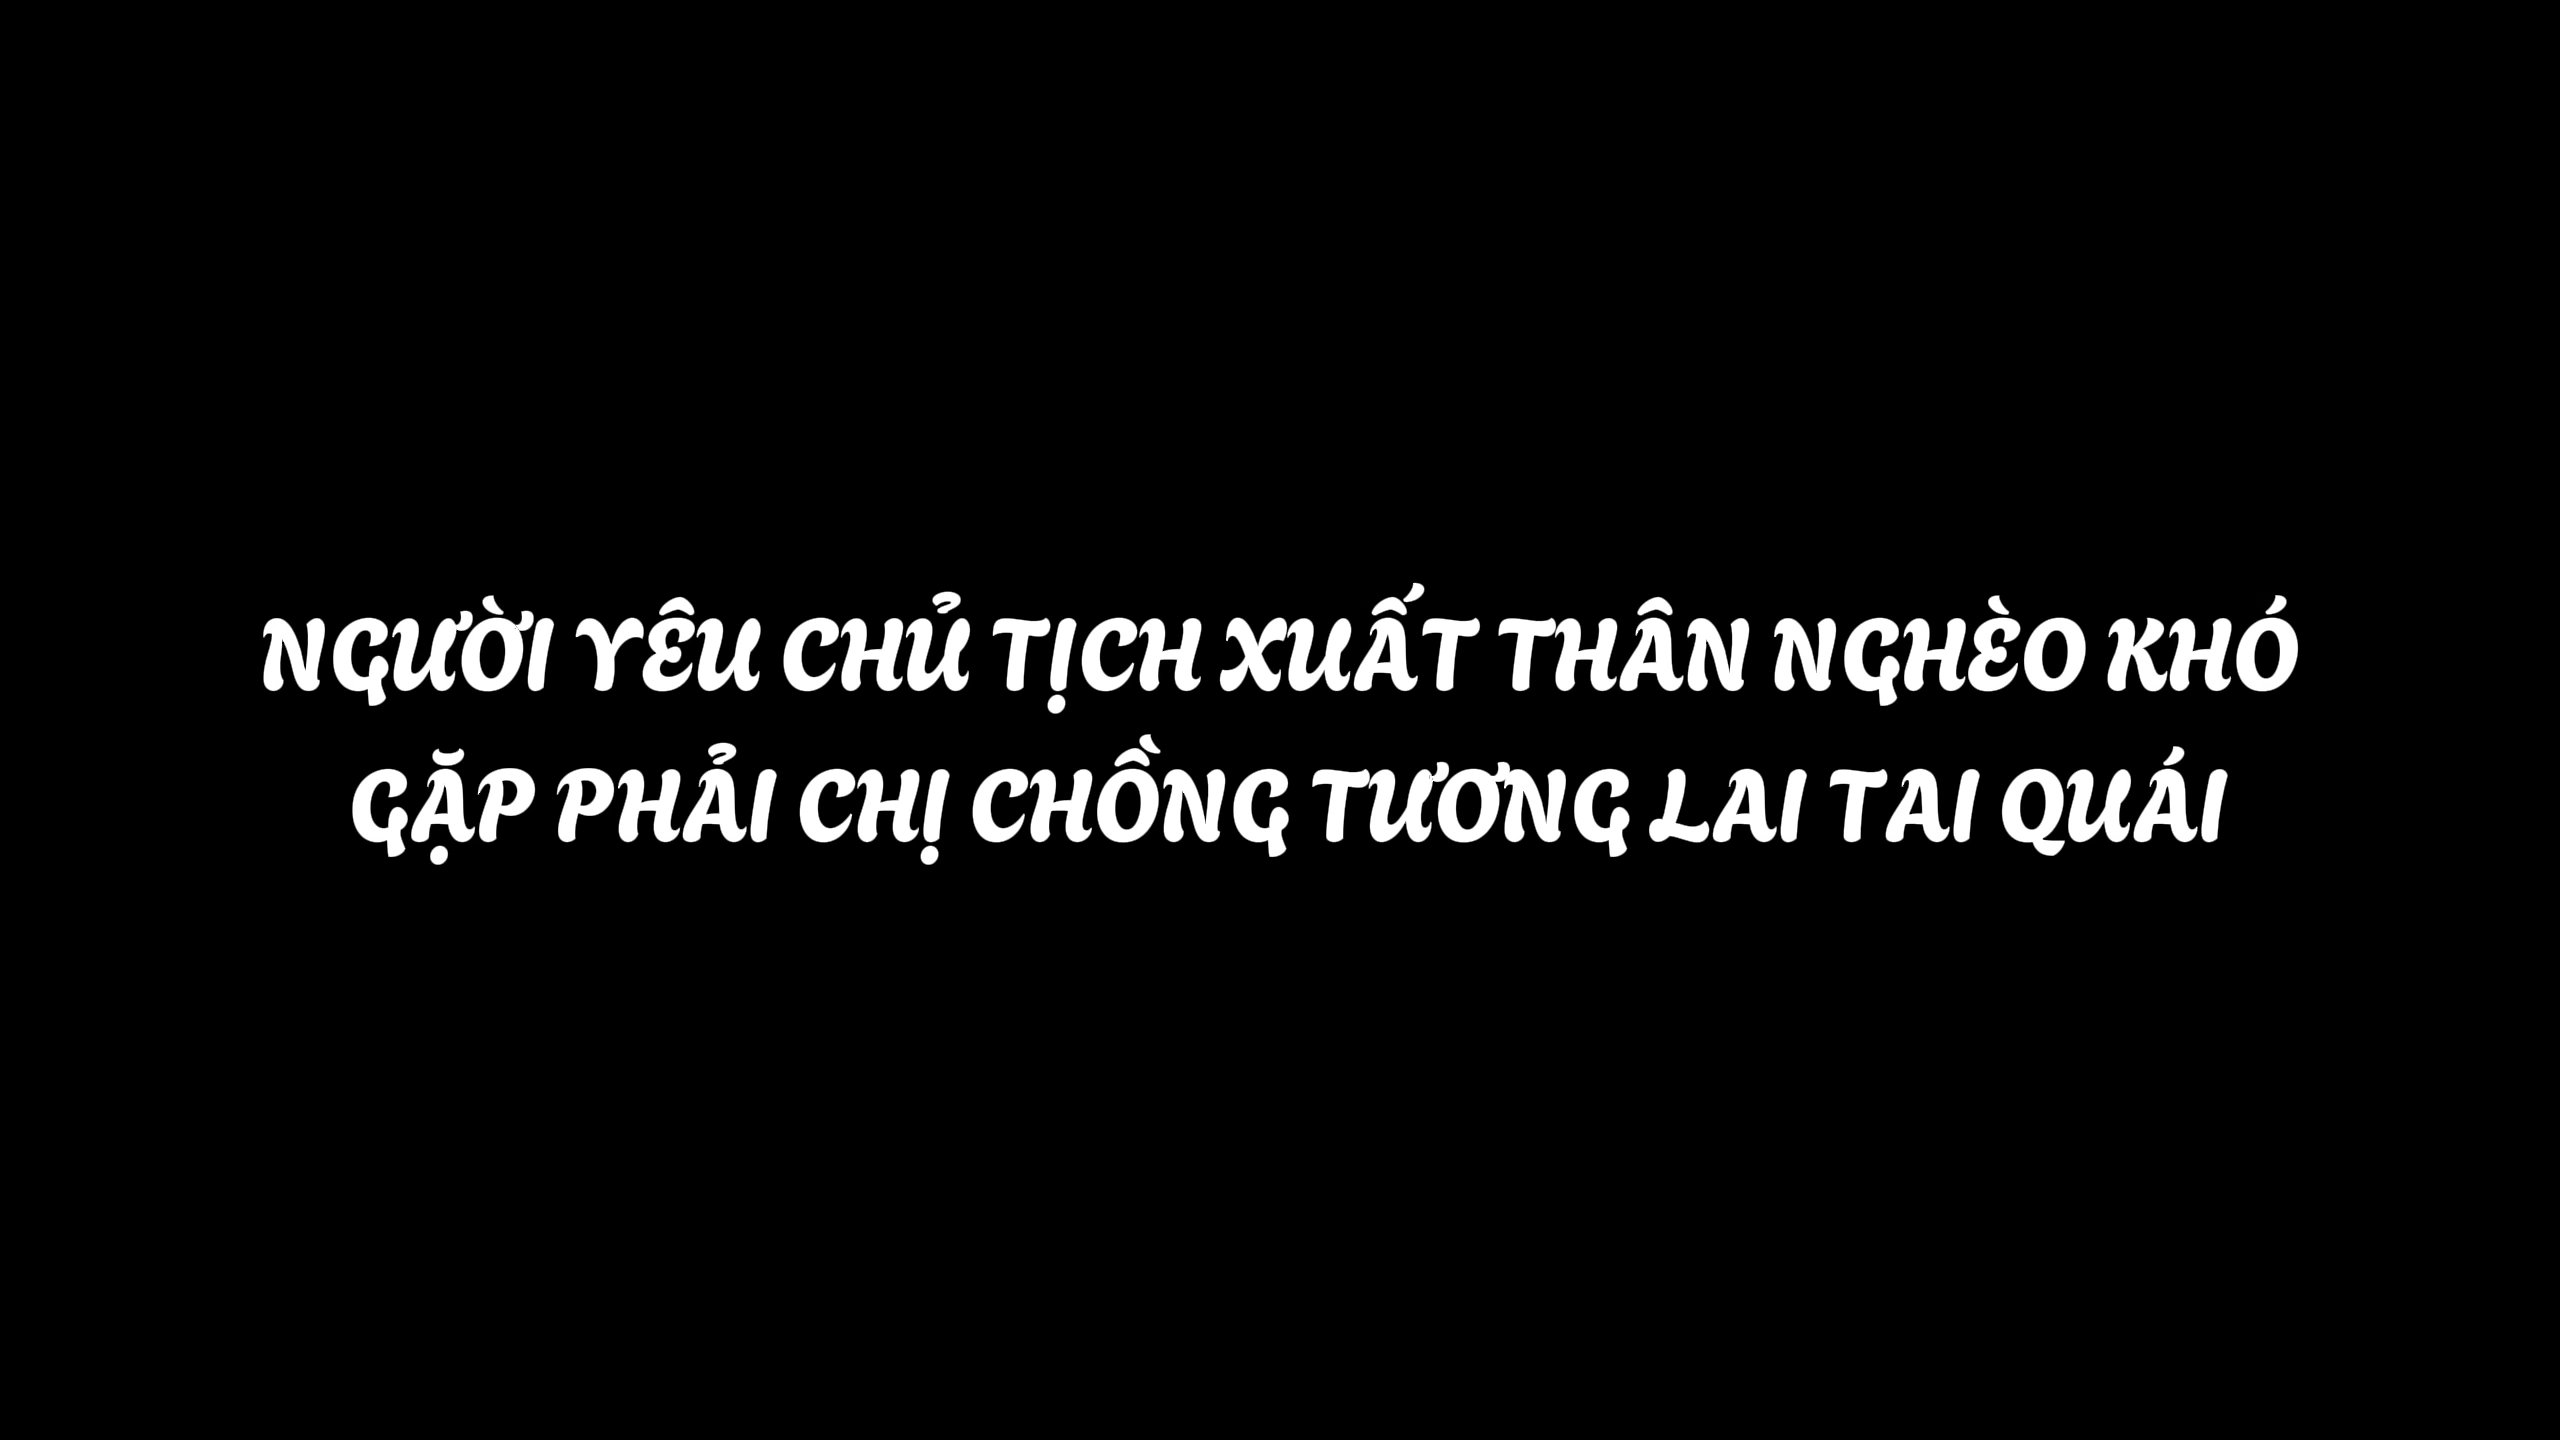 NGƯỜI YÊU CHỦ TỊCH XUẤT THÂN NGHÈO KHÓ
GẶP PHẢI CHỊ CHỒNG TƯƠNG LAI TAI QUÁI